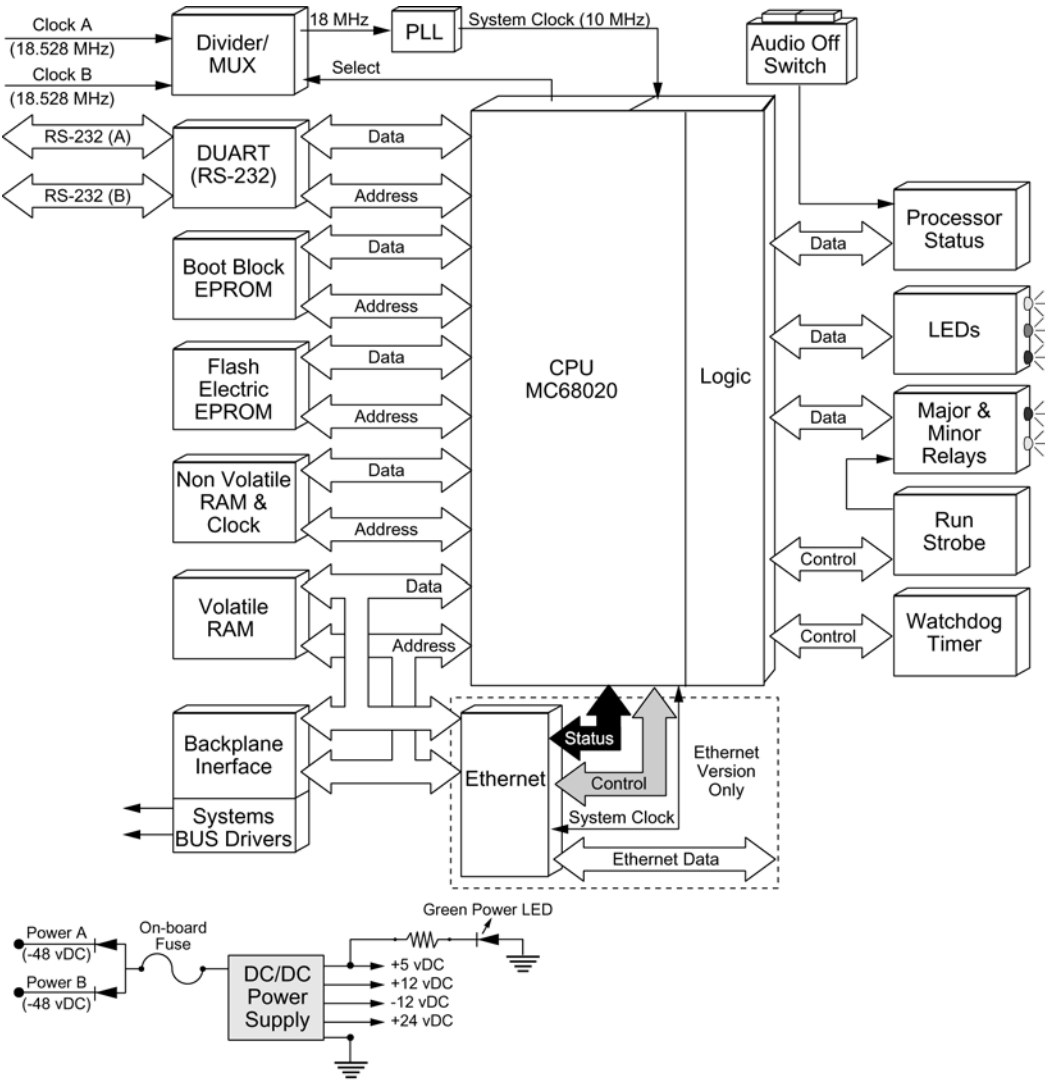 Clock A
(18.528 MHz)
Clock B
(18.528 MHz)
Divider/
MUX
18 MHz
PLL
System Clock (10 MHz)
Select
Audio Off
Switch
RS-232 (A)
RS-232 (B)
DUART
(RS-232)
Data
Address
Boot Block
EPROM
Data
Address
Flash
Electric
EPROM
Data
Address
Non Volatile
RAM &
Clock
Data
Address
Volatile
RAM
Data
Address
CPU
MC68020
Logic
Data
Processor
Status
Data
LEDs
Data
Major &
Minor
Relays
Run
Strobe
Control
Watchdog
Timer
Control
Backplane
Inerface
Systems
BUS Drivers
Ethernet
Status
Control
System Clock
Ethernet Data
Ethernet
Version
Only
Power A
(-48 vDC)
Power B
(-48 vDC)
On-board
Fuse
DC/DC
Power
Supply
Green Power LED
+5 vDC
+12 vDC
-12 vDC
+24 vDC